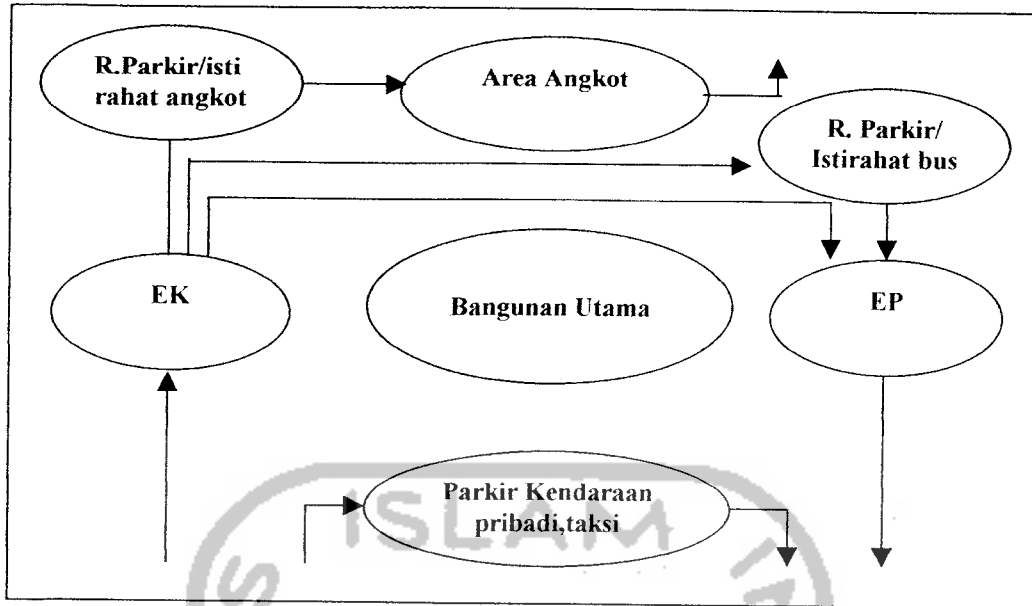 R.Parkir/isti
rahat angkot
Area Angkot
R. Parkir/
Istirahat bus
EK
Bangunan Utama
EP
Parkir Kendaraan
pribadi,taksi
ISLAM